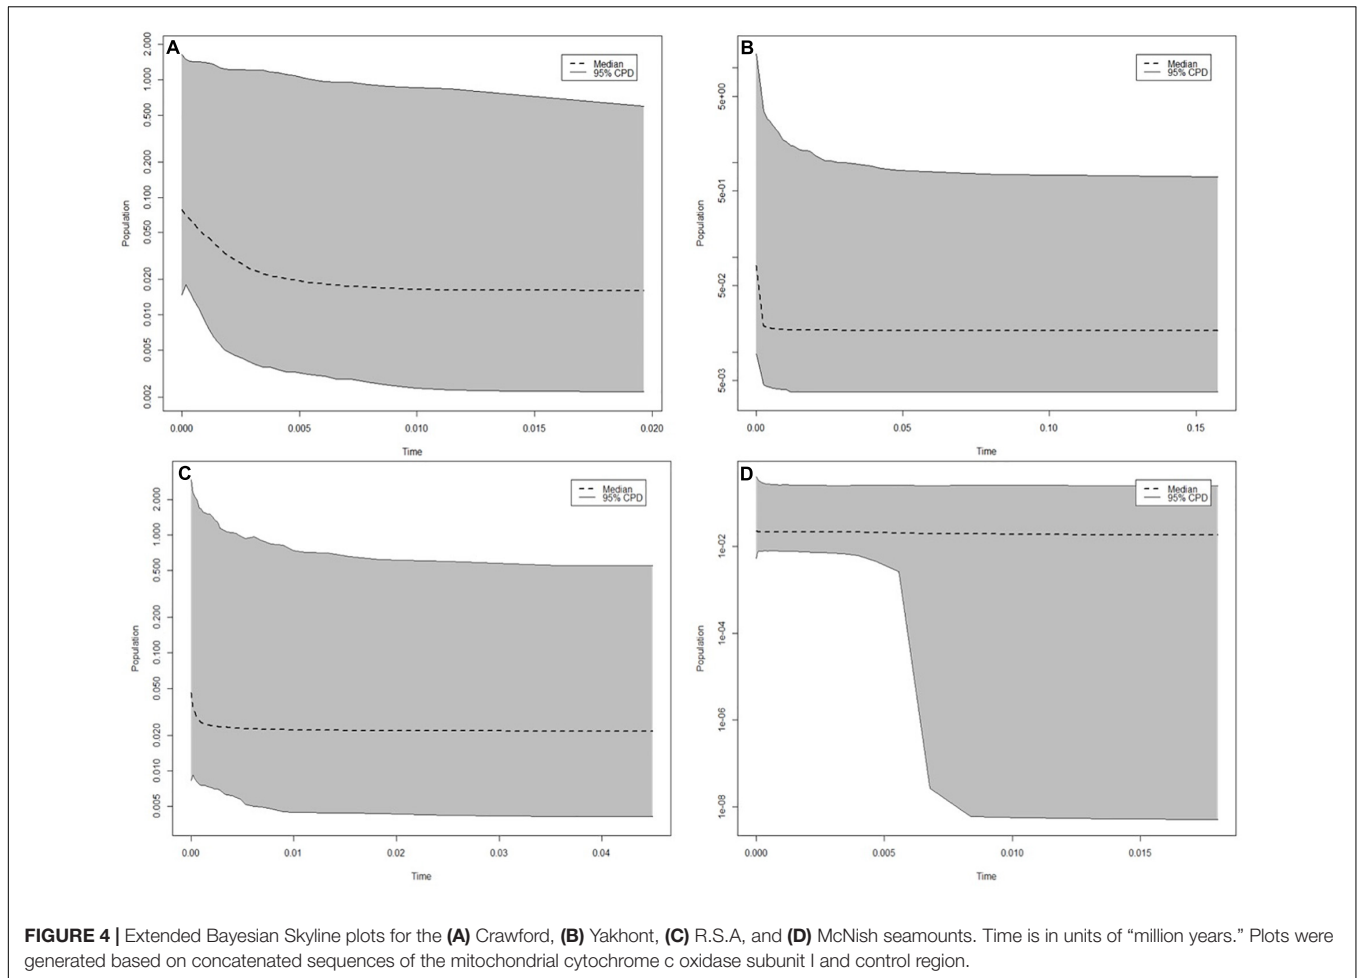 A
Median
95% CPD
Population
2.000
1.000
0.500
0.200
0.100
0.050
0.020
0.010
0.005
0.002
0.000 0.005 0.010 0.015 0.020
Time
B
Median
95% CPD
Population
5e+00
5e-01
5e-02
5e-03
0.00 0.05 0.10 0.15
Time
C
Median
95% CPD
Population
2.000
1.000
0.500
0.200
0.100
0.050
0.020
0.010
0.005
0.00 0.01 0.02 0.03 0.04
Time
D
Median
95% CPD
Population
1e-02
1e-04
1e-06
1e-08
0.000 0.005 0.010 0.015
Time
FIGURE 4 | Extended Bayesian Skyline plots for the (A) Crawford, (B) Yakhont, (C) R.S.A, and (D) McNish seamounts. Time is in units of “million years.” Plots were
generated based on concatenated sequences of the mitochondrial cytochrome c oxidase subunit I and control region.